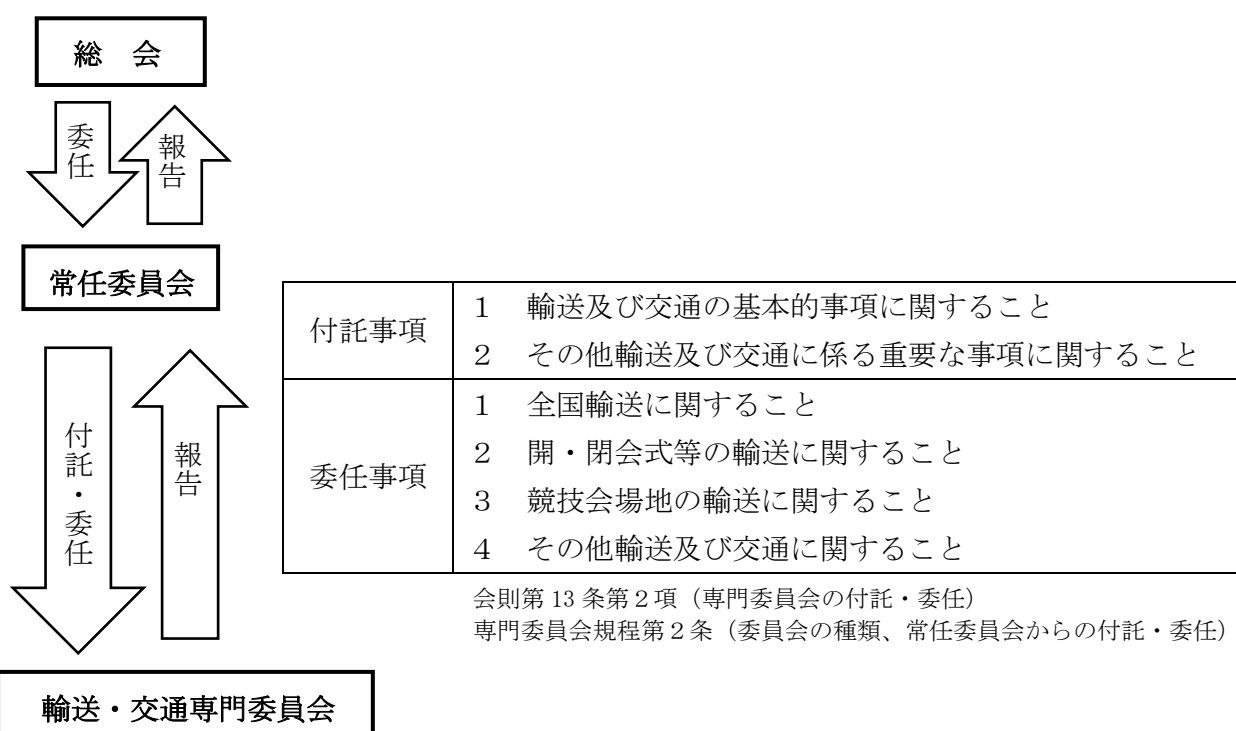 総　会
委任
報告
常任委員会
付託・委任
報告
付託事項
１　輸送及び交通の基本的事項に関すること
２　その他輸送及び交通に係る重要な事項に関すること
委任事項
１　全国輸送に関すること
２　開・閉会式等の輸送に関すること
３　競技会場地の輸送に関すること
４　その他輸送及び交通に関すること
会則第 13 条第２項（専門委員会の付託・委任）
専門委員会規程第２条（委員会の種類、常任委員会からの付託・委任）
輸送・交通専門委員会